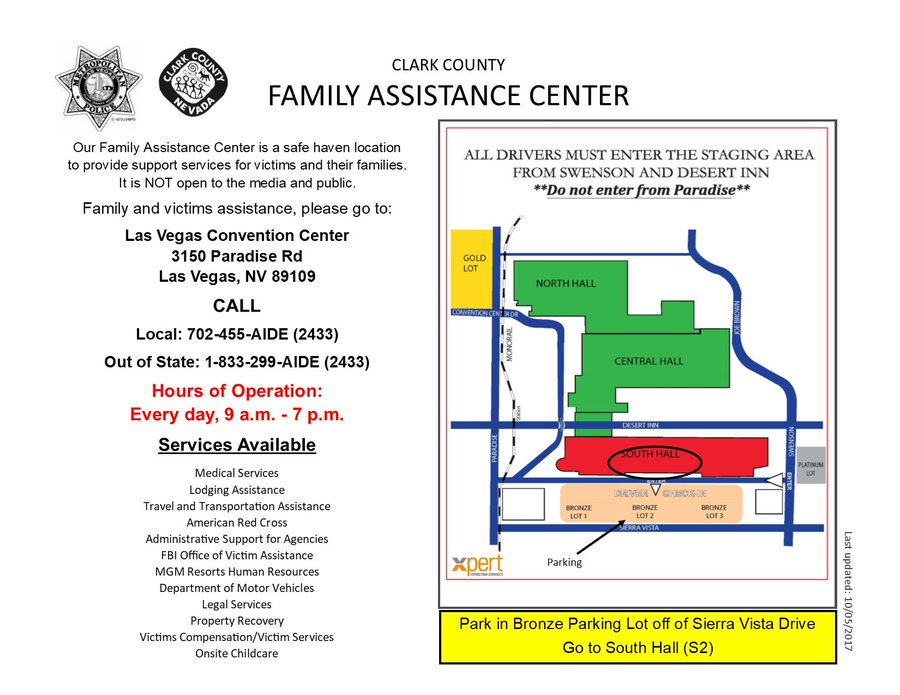 METROPOLITAN
POLICE
CLARK COUNTY
NEVADA
CLARK COUNTY
FAMILY ASSISTANCE CENTER
Our Family Assistance Center is a safe haven location
to provide support services for victims and their families.
It is NOT open to the media and public.
Family and victims assistance, please go to:
Las Vegas Convention Center
3150 Paradise Rd
Las Vegas, NV 89109
CALL
Local: 702-455-AIDE (2433)
Out of State: 1-833-299-AIDE (2433)
Hours of Operation:
Every day, 9 a.m. - 7 p.m.
Services Available
Medical Services
Lodging Assistance
Travel and Transportation Assistance
American Red Cross
Administrative Support for Agencies
FBI Office of Victim Assistance
MGM Resorts Human Resources
Department of Motor Vehicles
Legal Services
Property Recovery
Victims Compensation/Victim Services
Onsite Childcare
ALL DRIVERS MUST ENTER THE STAGING AREA
FROM SWENSON AND DESERT INN
**Do not enter from Paradise**
GOLD
LOT
NORTH HALL
CONVENTION CENTER DR
MONORAIL
JOE BROWN
CENTRAL HALL
Station
DESERT INN
PARADISE
SOUTH HALL
SWENSON
ENTER
PLATINUM
LOT
ENTER
BRONZE
LOT 1
BRONZE
LOT 2
BRONZE
LOT 3
SIERRA VISTA
Parking
xpert
Park in Bronze Parking Lot off of Sierra Vista Drive
Go to South Hall (S2)
Last updated: 10/05/2017